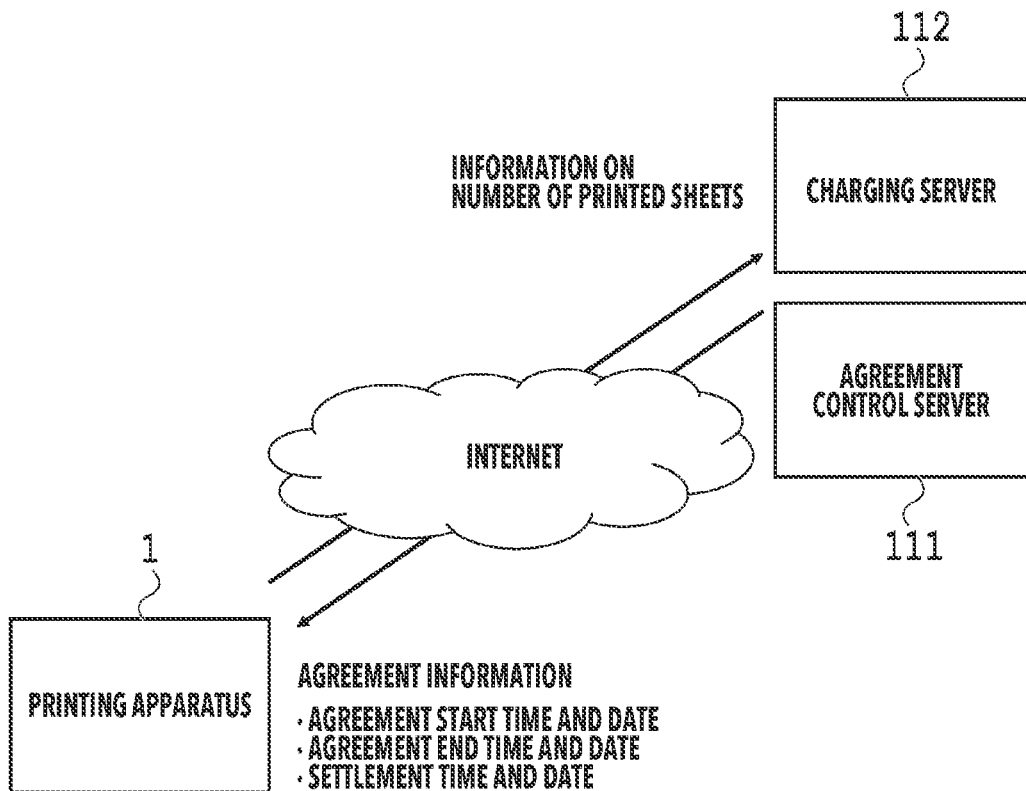 112
INFORMATION ON
NUMBER OF PRINTED SHEETS
CHARGING SERVER
AGREEMENT
CONTROL SERVER
INTERNET
111
1
PRINTING APPARATUS
AGREEMENT INFORMATION
· AGREEMENT START TIME AND DATE
· AGREEMENT END TIME AND DATE
· SETTLEMENT TIME AND DATE